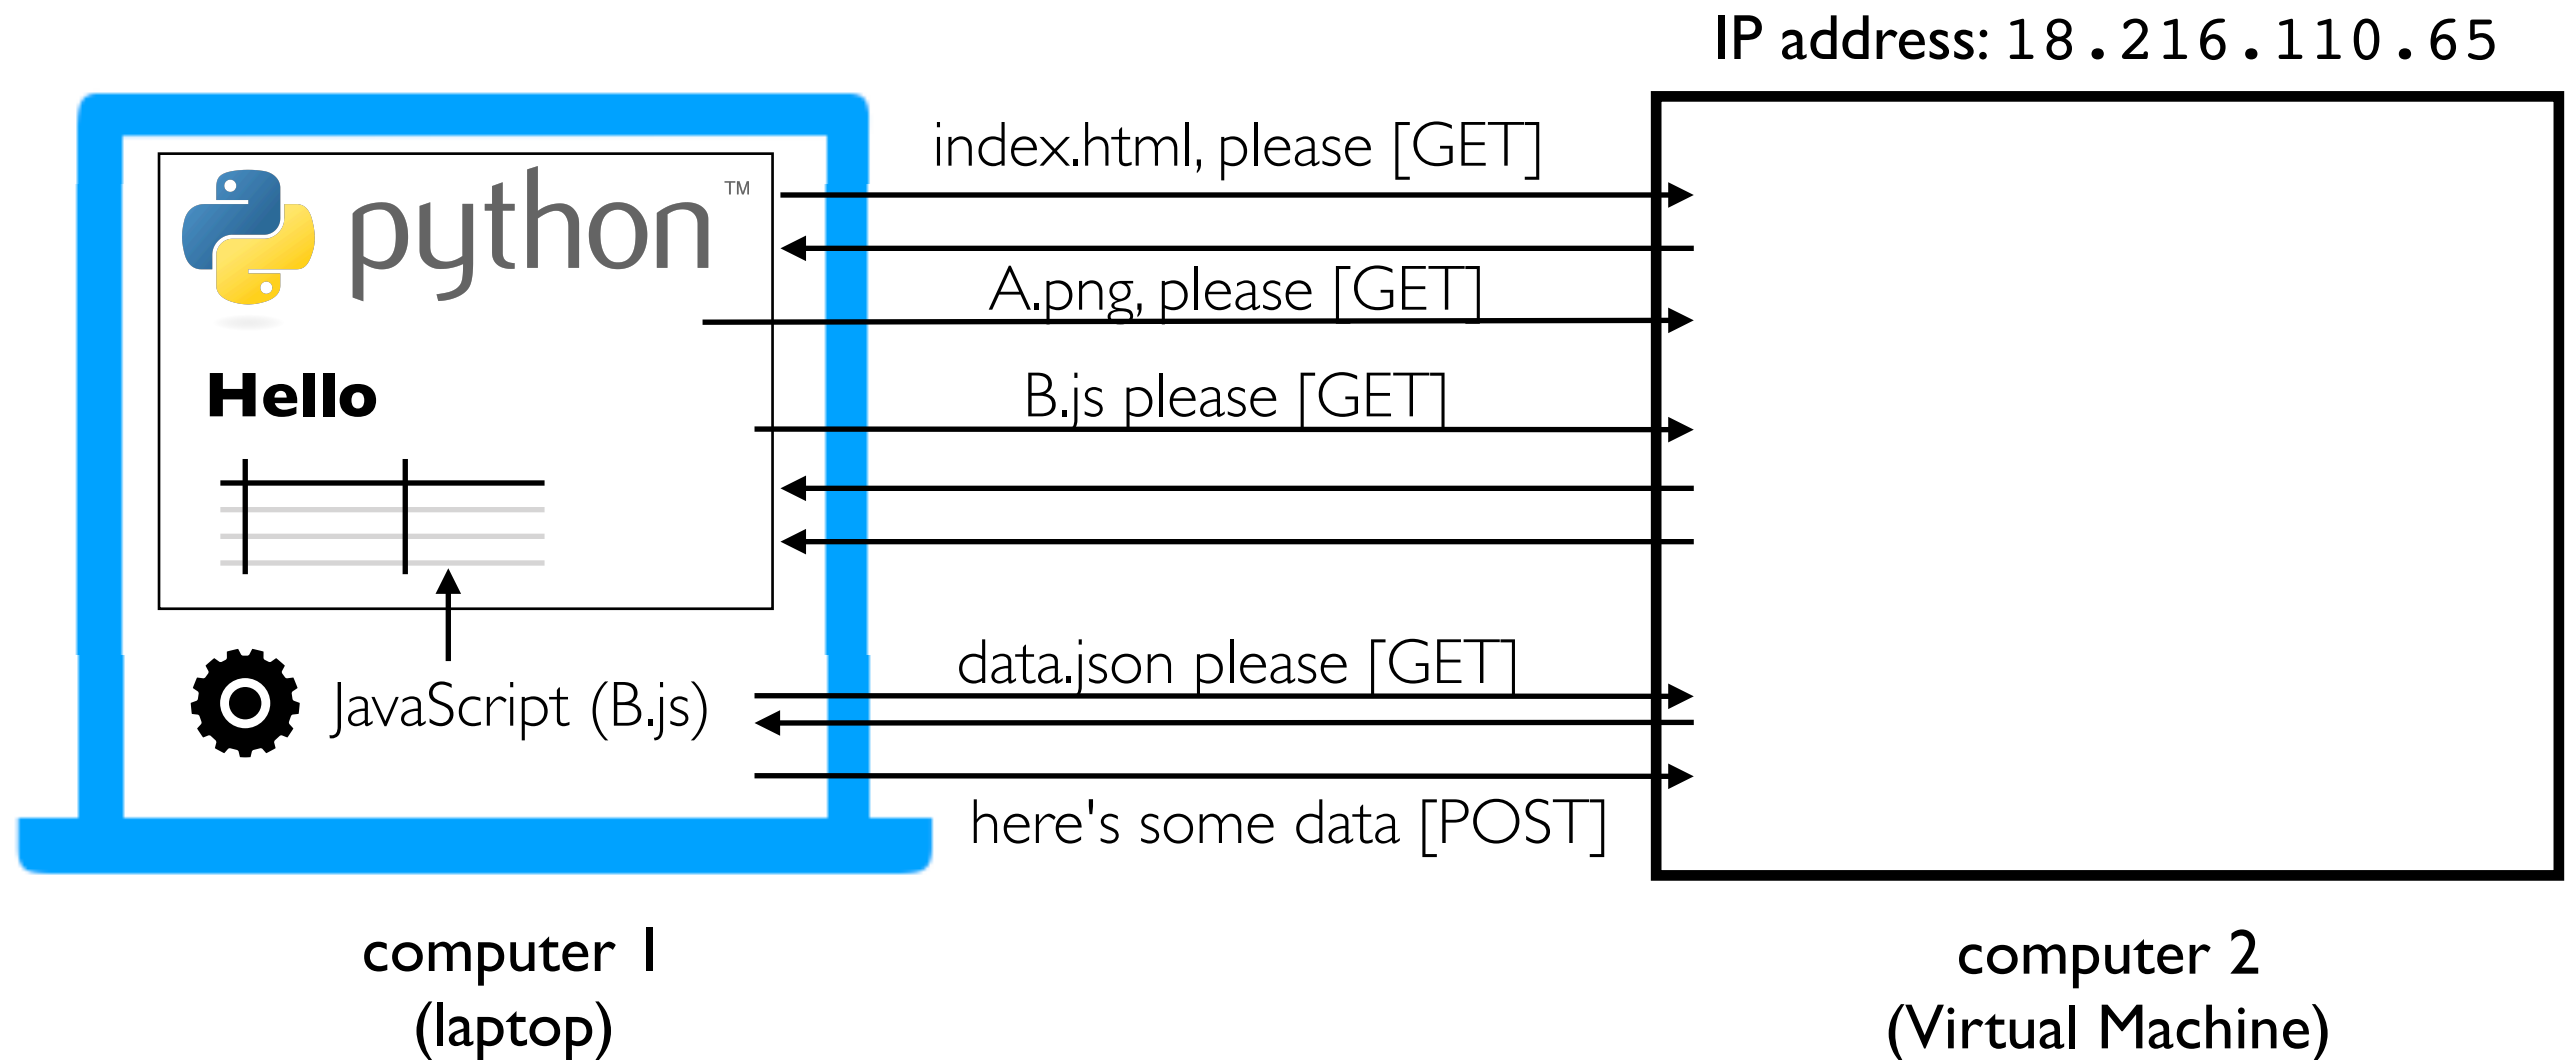 IP address: 18.216.110.65
index.html, please [GET]
python™
A.png, please [GET]
Hello
B.js please [GET]
data.json please [GET]
JavaScript (B.js)
here's some data [POST]
computer 1
(laptop)
computer 2
(Virtual Machine)